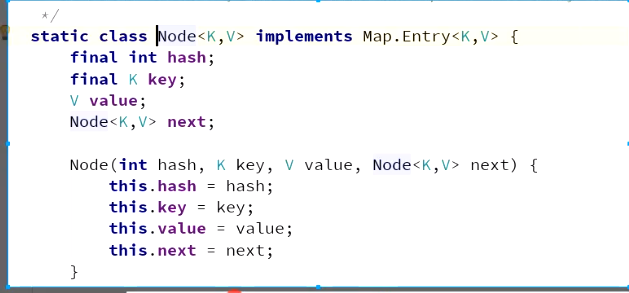 */
static class Node<K,V> implements Map.Entry<K,V> {
final int hash;
final K key;
V value;
Node<K,V> next;
Node(int hash, K key, V value, Node<K,V> next) {
this.hash = hash;
this.key = key;
this.value = value;
this.next = next;
}